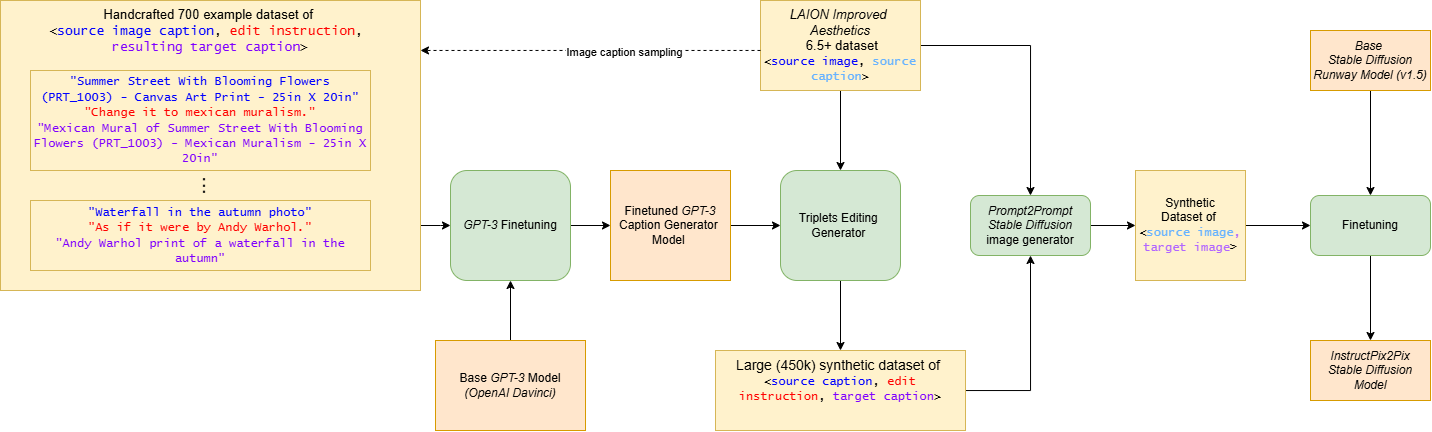 Handcrafted 700 example dataset of
<source image caption, edit instruction,
resulting target caption>
"Summer Street With Blooming Flowers
(PRT_1003) - Canvas Art Print - 25in X 20in"
"Change it to mexican muralism."
"Mexican Mural of Summer Street With Blooming
Flowers (PRT_1003) - Mexican Muralism - 25in X
20in"
"Waterfall in the autumn photo"
"As if it were by Andy Warhol."
"Andy Warhol print of a waterfall in the
autumn"
Image caption sampling
LAION Improved
Aesthetics
6.5+ dataset
<source image, source
caption>
GPT-3 Finetuning
Base GPT-3 Model
(OpenAI Davinci)
Finetuned GPT-3
Caption Generator
Model
Triplets Editing
Generator
Large (450k) synthetic dataset of
<source caption, edit
instruction, target caption>
Prompt2Prompt
Stable Diffusion
image generator
Synthetic
Dataset of
<source image,
target image>
Base
Stable Diffusion
Runway Model (v1.5)
Finetuning
InstructPix2Pix
Stable Diffusion
Model